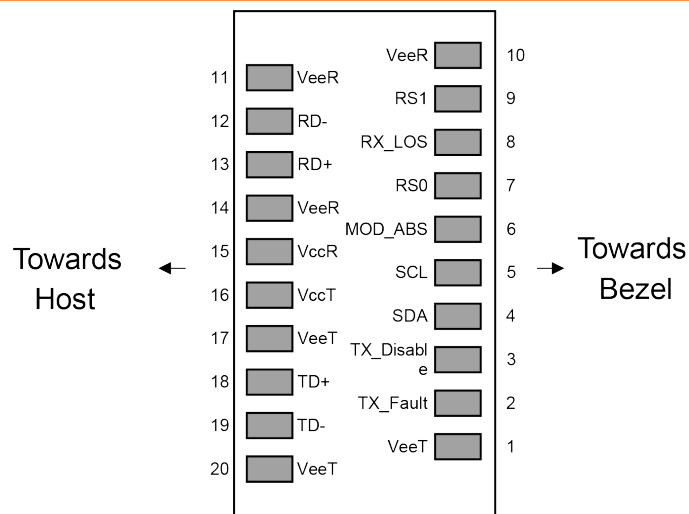 VeeR 10
11 VeeR
RS1 9
12 RD-
RX_LOS 8
13 RD+
RS0 7
14 VeeR
MOD_ABS 6
Towards
Host
15 VccR
Towards
Bezel
SCL 5
16 VccT
SDA 4
17 VeeT
TX_Disabl
e
3
18 TD+
TX_Fault 2
19 TD-
VeeT 1
20 VeeT